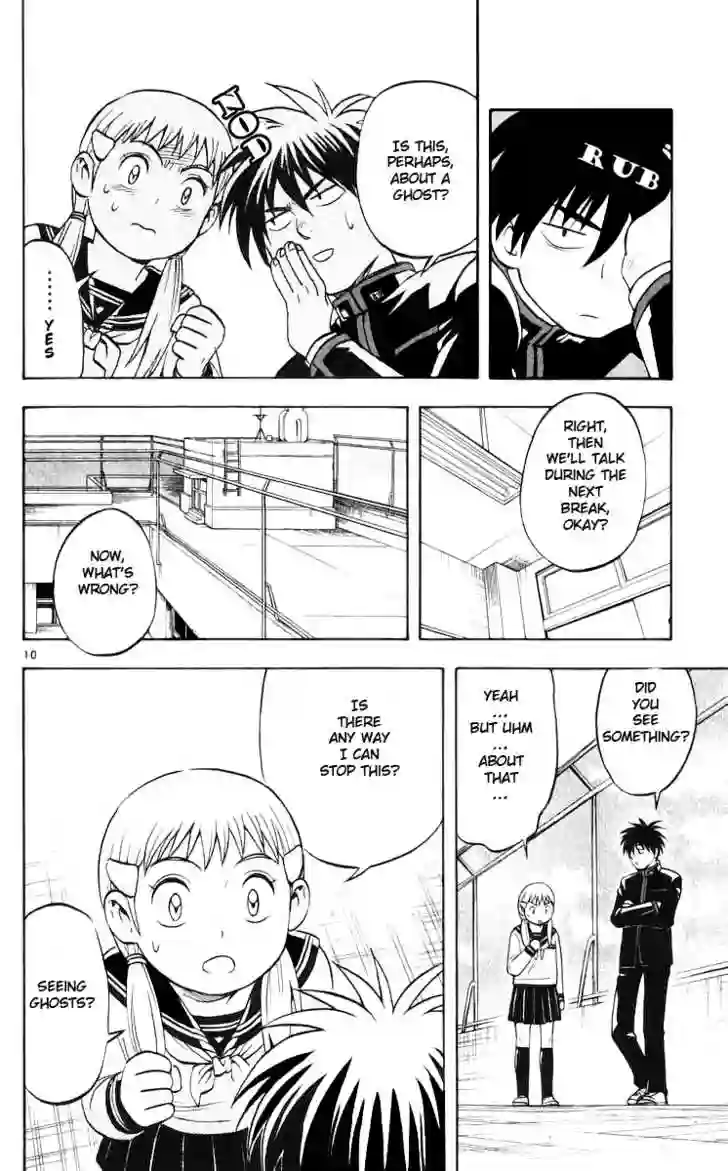 RUB
IS THIS,
PERHAPS,
ABOUT A
GHOST?
NOD
......
YES
RIGHT,
THEN
WE'LL TALK
DURING THE
NEXT
BREAK,
OKAY?
NOW,
WHAT'S
WRONG?
10
DID
YOU
SEE
SOMETHING?
YEAH
...
BUT UHM
...
ABOUT
THAT
...
IS
THERE
ANY WAY
I CAN
STOP THIS?
SEEING
GHOSTS?